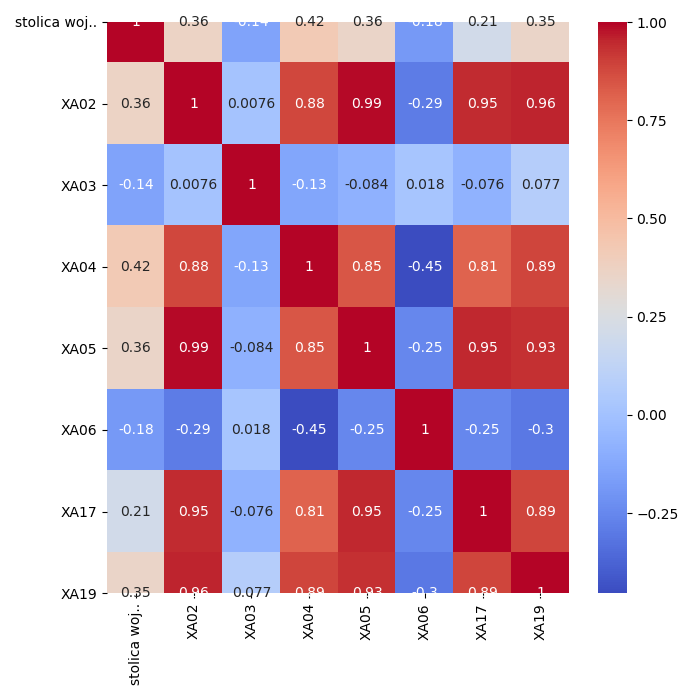 stolica woj.. 1 0.36 -0.14 0.42 0.36 -0.18 0.21 0.35
XA02 0.36 1 0.0076 0.88 0.99 -0.29 0.95 0.96
XA03 -0.14 0.0076 1 -0.13 -0.084 0.018 -0.076 0.077
XA04 0.42 0.88 -0.13 1 0.85 -0.45 0.81 0.89
XA05 0.36 0.99 -0.084 0.85 1 -0.25 0.95 0.93
XA06 -0.18 -0.29 0.018 -0.45 -0.25 1 -0.25 -0.3
XA17 0.21 0.95 -0.076 0.81 0.95 -0.25 1 0.89
XA19 0.35 0.96 0.077 0.89 0.93 -0.3 0.89 1
stolica woj.. XA02 XA03 XA04 XA05 XA06 XA17 XA19
1.00
0.75
0.50
0.25
0.00
−0.25